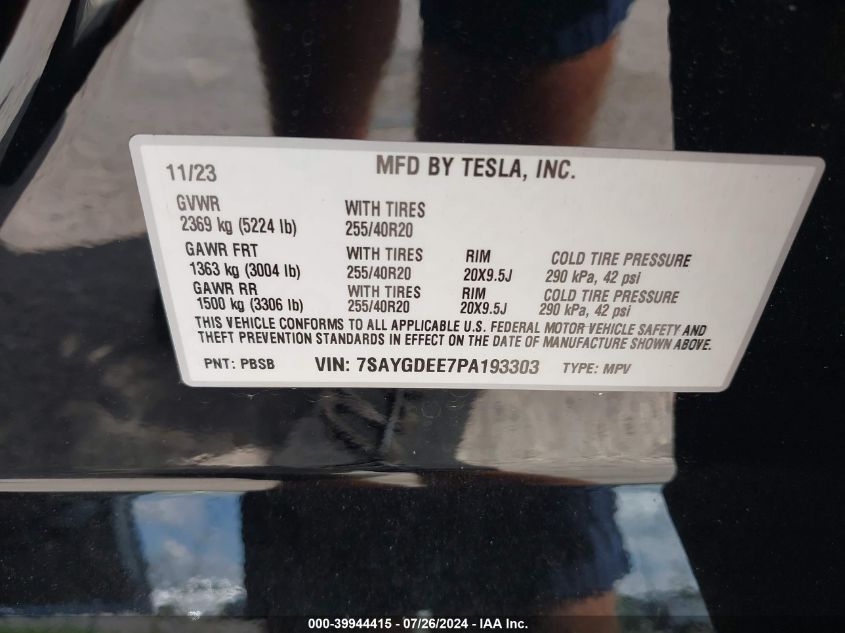 11/23 MFD BY TESLA, INC.
GVWR
2369 kg (5224 lb) WITH TIRES 255/40R20
GAWR FRT WITH TIRES RIM COLD TIRE PRESSURE
1363 kg (3004 lb) 255/40R20 20X9.5J 290 kPa, 42 psi
GAWR RR WITH TIRES RIM COLD TIRE PRESSURE
1500 kg (3306 lb) 255/40R20 20X9.5J 290 kPa, 42 psi
THIS VEHICLE CONFORMS TO ALL APPLICABLE U.S. FEDERAL MOTOR VEHICLE SAFETY AND
THEFT PREVENTION STANDARDS IN EFFECT ON THE DATE OF MANUFACTURE SHOWN ABOVE.
PNT: PBSB VIN: 7SAYGDEE7PA193303 TYPE: MPV
000-39944415 - 07/26/2024 - IAA Inc.